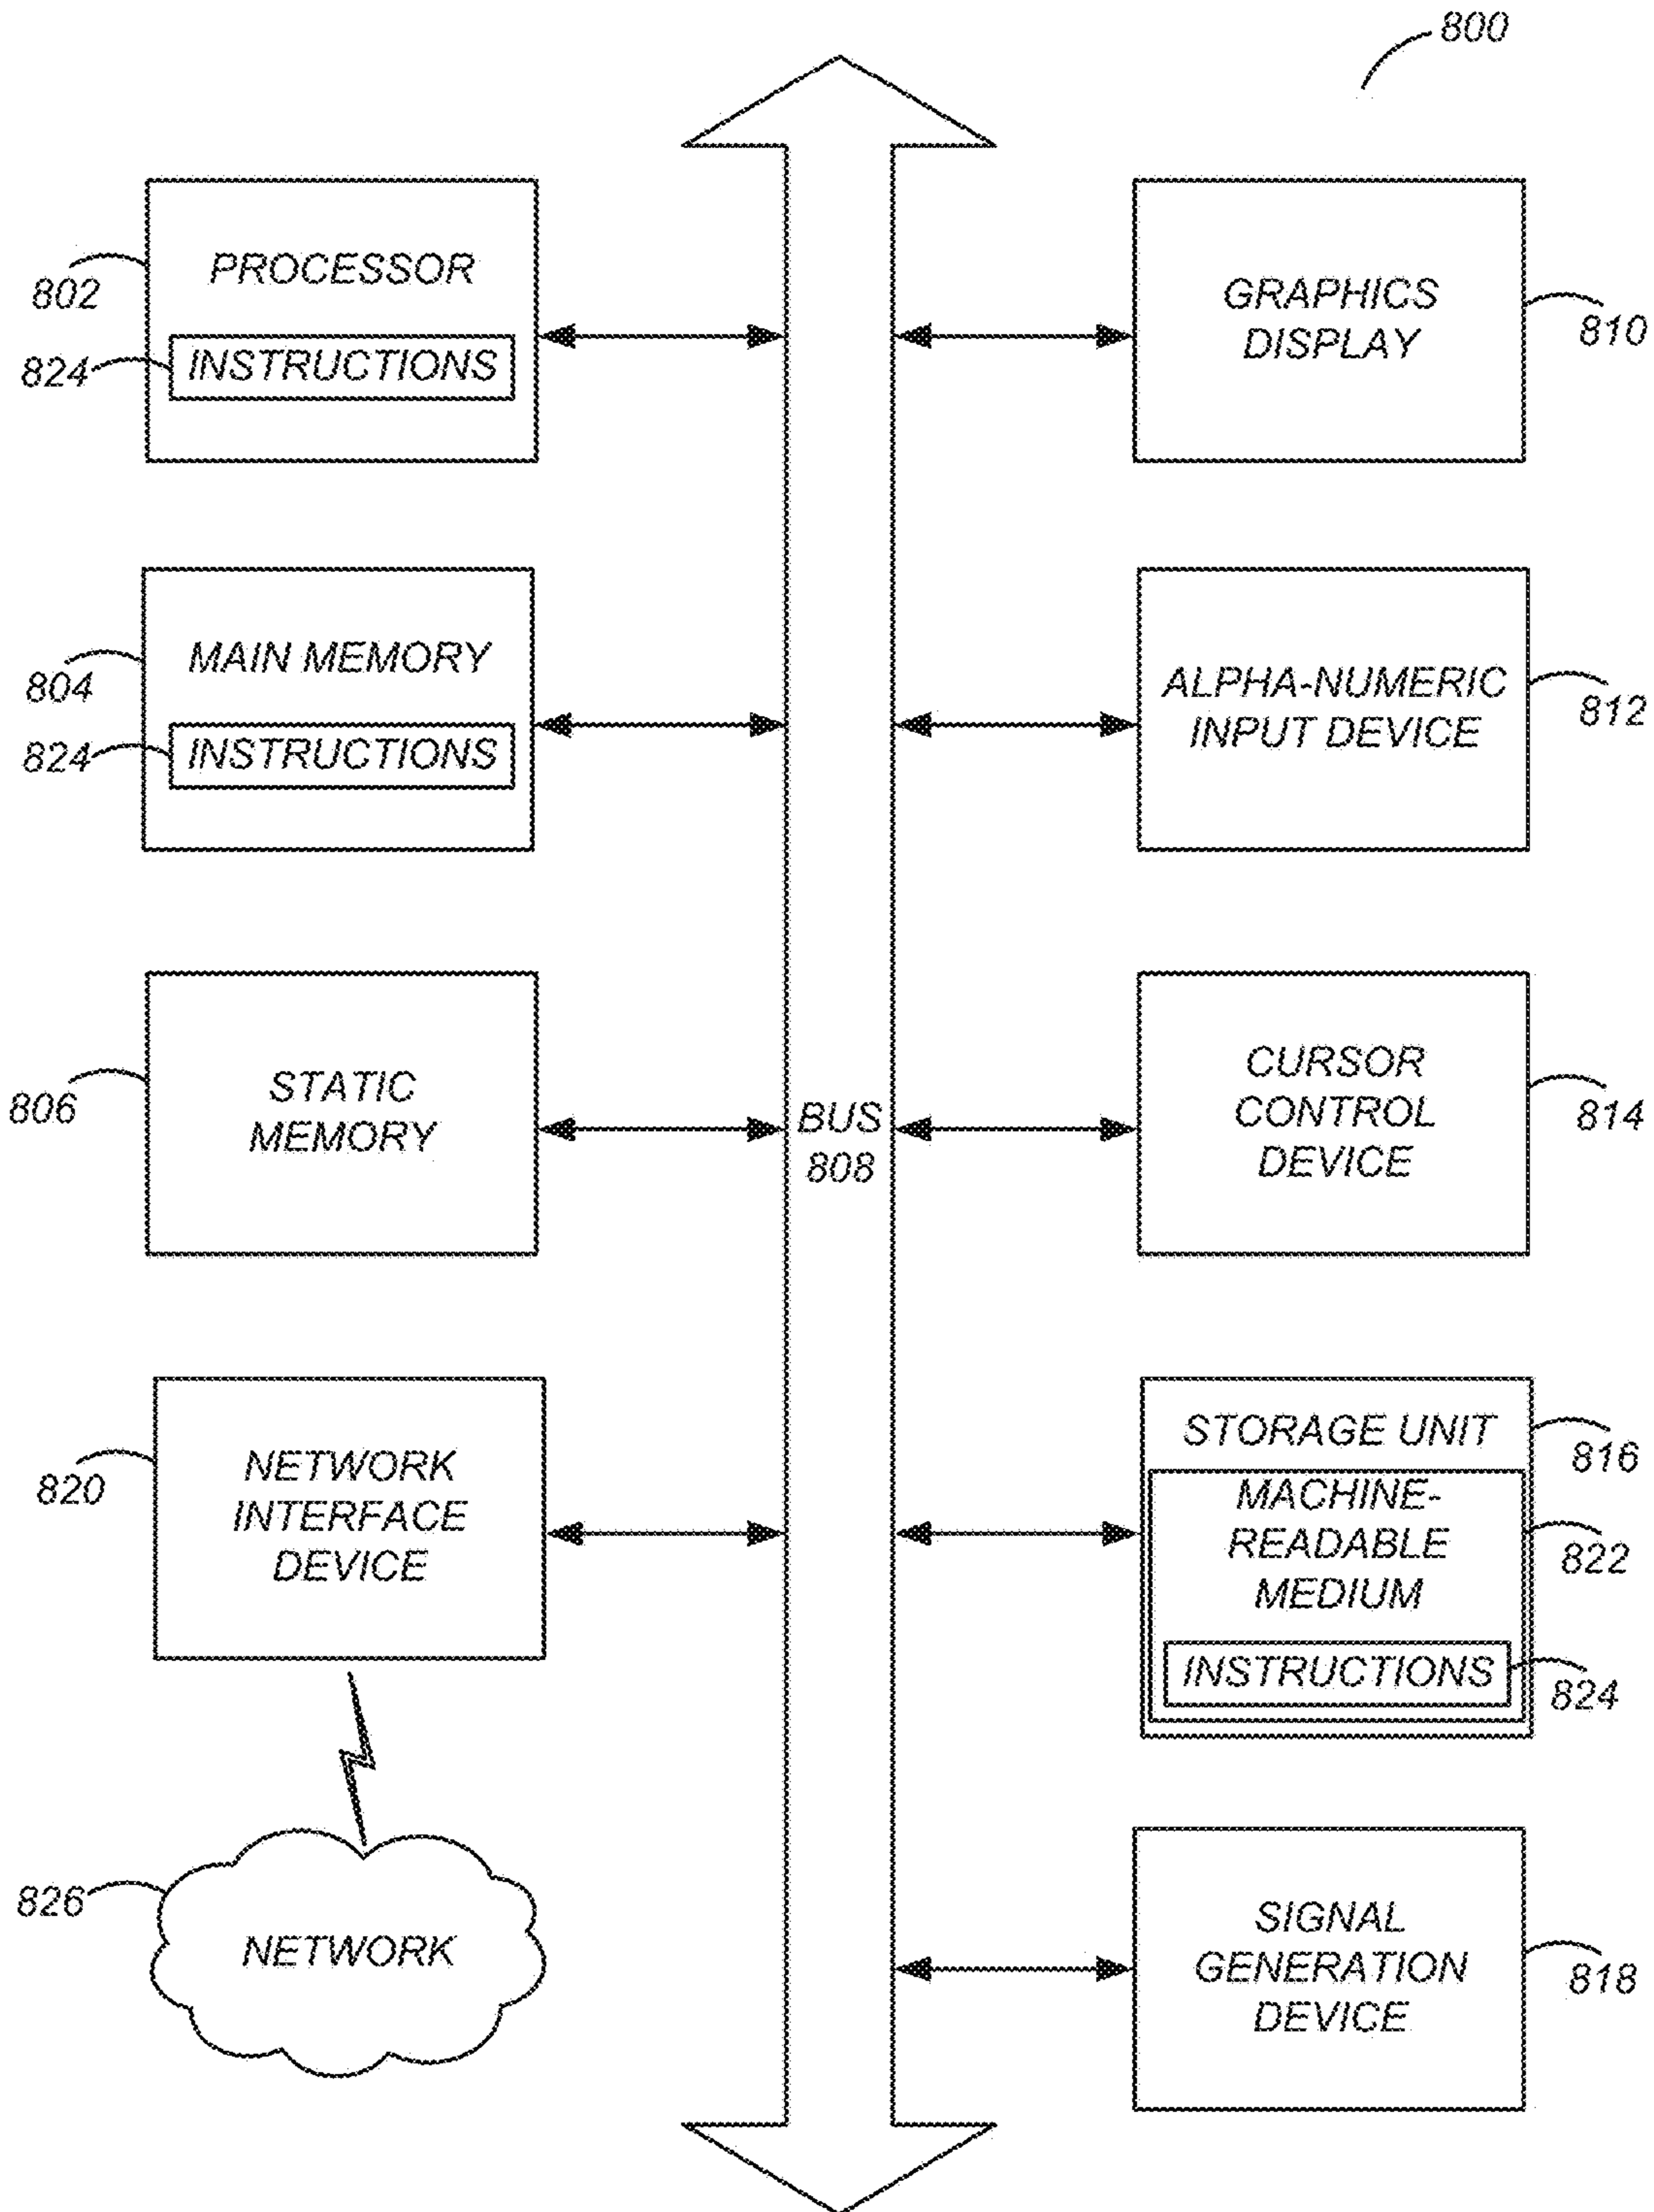 800
PROCESSOR
802
824
INSTRUCTIONS
GRAPHICS
DISPLAY
810
MAIN MEMORY
804
824
INSTRUCTIONS
ALPHA-NUMERIC
INPUT DEVICE
812
STATIC
MEMORY
806
BUS
808
CURSOR
CONTROL
DEVICE
814
NETWORK
INTERFACE
DEVICE
820
STORAGE UNIT
816
MACHINE-
READABLE
MEDIUM
822
INSTRUCTIONS
824
826
NETWORK
SIGNAL
GENERATION
DEVICE
818